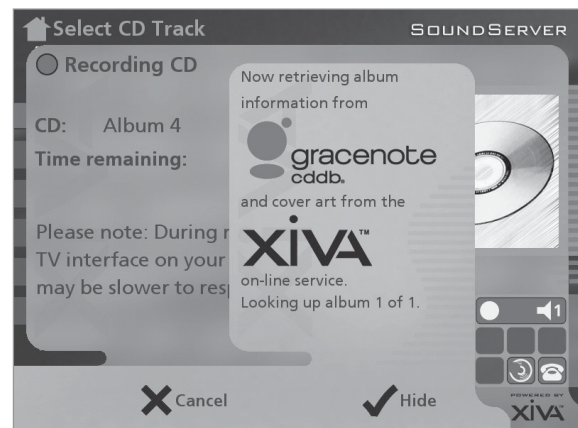 Select CD Track
SOUNDSERVER
Recording CD
CD: Album 4
Time remaining:
Please note: During
TV interface on your
may be slower to
Now retrieving album
information from
gracenote
cddb.
and cover art from the
XIVA™
on-line service.
Looking up album 1 of 1.
1
Cancel
Hide
POWERED BY
XIVA